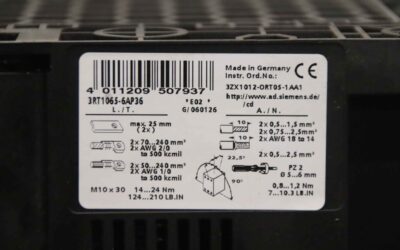 Made in Germany
Instr. Ord.No.:
4 011209 507937
3ZX1012-0RT05-1AA1
3RT1065-6AP36
*E02*
G/060126
http://www.ad.siemens.de/
/cd
L./T.
A./N.
max. 25 mm
(2x)
10
2x 0,5...1,5 mm²
2x 0,75...2,5mm²
2x 70...240 mm²
2x AWG 2/0
to 500 kcmil
10
2x AWG 18 to 14
2x 0,5...2,5 mm²
2x 50...240 mm²
2x AWG 1/0
to 500 kcmil
22,5°
90°
PZ 2
Ø 5...6 mm
M10 x 30
14...24 Nm
124...210 LB.IN
0,8...1,2 Nm
7...10.3 LB.IN
CE